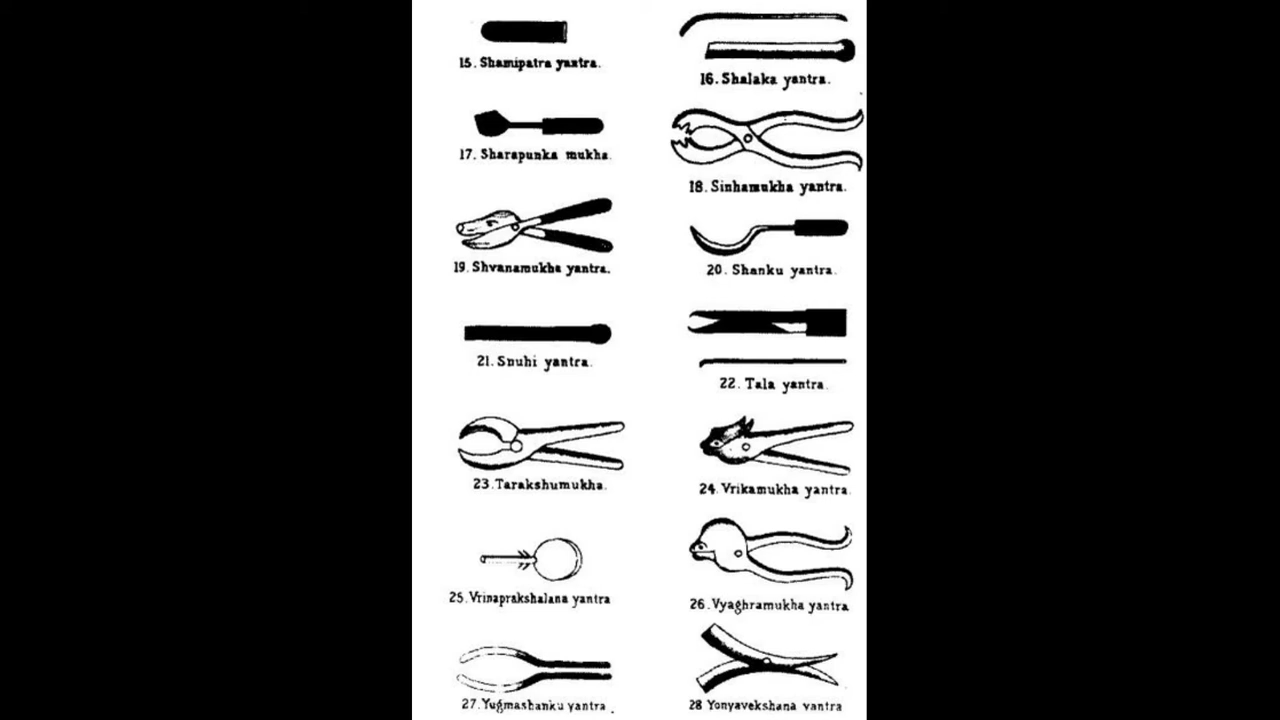 15. Shamipatra yantra.
16. Shalaka yantra.
17. Sharapunka mukha.
18. Sinhamukha yantra.
19. Shvanamukha yantra.
20. Shanku yantra.
21. Snuhi yantra.
22. Tala yantra.
23. Tarakshumukha.
24. Vrikamukha yantra.
25. Vrinaprakshalana yantra
26. Vyaghramukha yantra
27. Yugmashanku yantra.
28 Yonyavekshana yantra